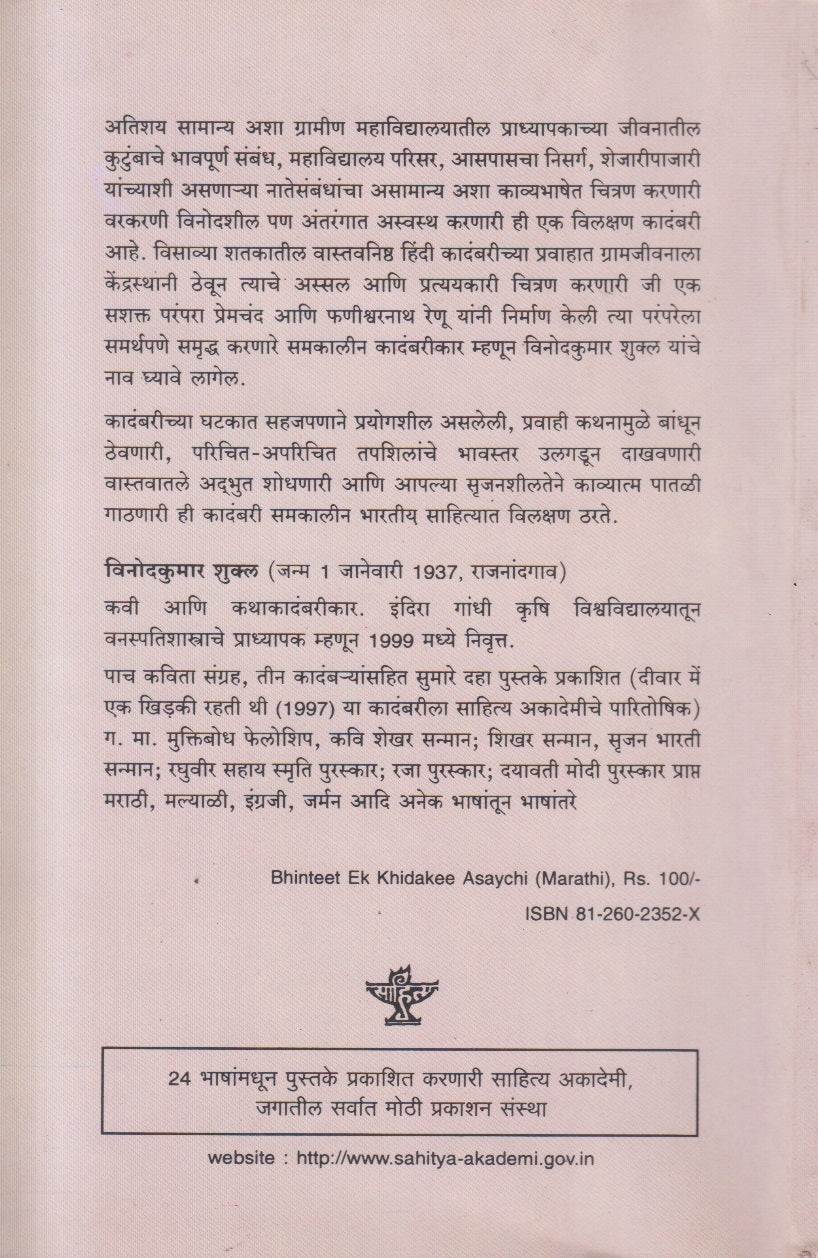 अतिशय सामान्य अशा ग्रामीण महाविद्यालयातील प्राध्यापकाच्या जीवनातील
कुटुंबाचे भावपूर्ण संबंध, महाविद्यालय परिसर, आसपासचा निसर्ग, शेजारीपाजारी
यांच्याशी असणाऱ्या नातेसंबंधांचा असामान्य अशा काव्यभाषेत चित्रण करणारी
वरकरणी विनोदशील पण अंतरंगात अस्वस्थ करणारी ही एक विलक्षण कादंबरी
आहे. विसाव्या शतकातील वास्तवनिष्ठ हिंदी कादंबरीच्या प्रवाहात ग्रामजीवनाला
केंद्रस्थानी ठेवून त्याचे अस्सल आणि प्रत्ययकारी चित्रण करणारी जी एक
सशक्त परंपरा प्रेमचंद आणि फणीश्वरनाथ रेणू यांनी निर्माण केली त्या परंपरेला
समर्थपणे समृद्ध करणारे समकालीन कादंबरीकार म्हणून विनोदकुमार शुक्ल यांचे
नाव घ्यावे लागेल.
कादंबरीच्या घटकात सहजपणाने प्रयोगशील असलेली, प्रवाही कथनामुळे बांधून
ठेवणारी, परिचित-अपरिचित तपशिलांचे भावस्तर उलगडून दाखवणारी
वास्तवातले अद्‌भुत शोधणारी आणि आपल्या सृजनशीलतेने काव्यात्म पातळी
गाठणारी ही कादंबरी समकालीन भारतीय साहित्यात विलक्षण ठरते.
विनोदकुमार शुक्ल (जन्म 1 जानेवारी 1937, राजनांदगाव)
कवी आणि कथाकादंबरीकार. इंदिरा गांधी कृषि विश्वविद्यालयातून
वनस्पतिशास्त्राचे प्राध्यापक म्हणून 1999 मध्ये निवृत्त.
पाच कविता संग्रह, तीन कादंबऱ्यांसहित सुमारे दहा पुस्तके प्रकाशित (दीवार में
एक खिड़की रहती थी (1997) या कादंबरीला साहित्य अकादेमीचे पारितोषिक)
ग. मा. मुक्तिबोध फेलोशिप, कवि शेखर सन्मान; शिखर सन्मान, सृजन भारती
सन्मान; रघुवीर सहाय स्मृति पुरस्कार; रजा पुरस्कार; दयावती मोदी पुरस्कार प्राप्त
मराठी, मल्याळी, इंग्रजी, जर्मन आदि अनेक भाषांतून भाषांतरे
Bhinteet Ek Khidakee Asaychi (Marathi), Rs. 100/-
ISBN 81-260-2352-X
साहित्य
24 भाषांमधून पुस्तके प्रकाशित करणारी साहित्य अकादेमी,
जगातील सर्वात मोठी प्रकाशन संस्था
website : http://www.sahitya-akademi.gov.in